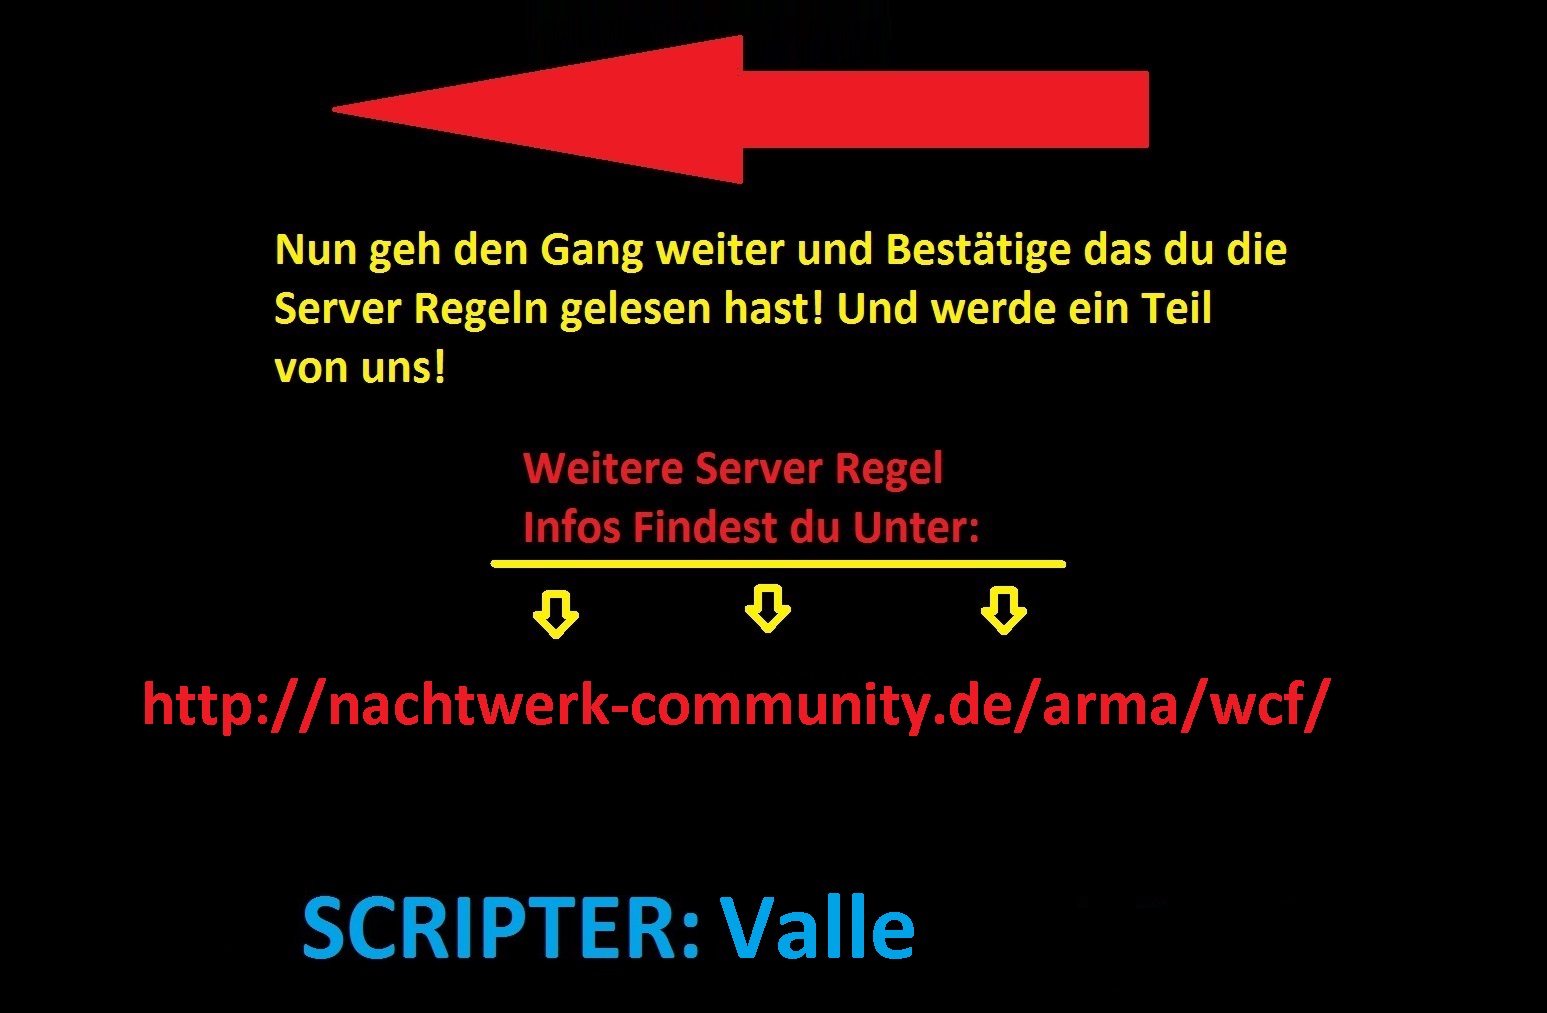 Nun geh den Gang weiter und Bestätige das du die
Server Regeln gelesen hast! Und werde ein Teil
von uns!
Weitere Server Regel
Infos Findest du Unter:
http://nachtwerk-community.de/arma/wcf/
SCRIPTER: Valle